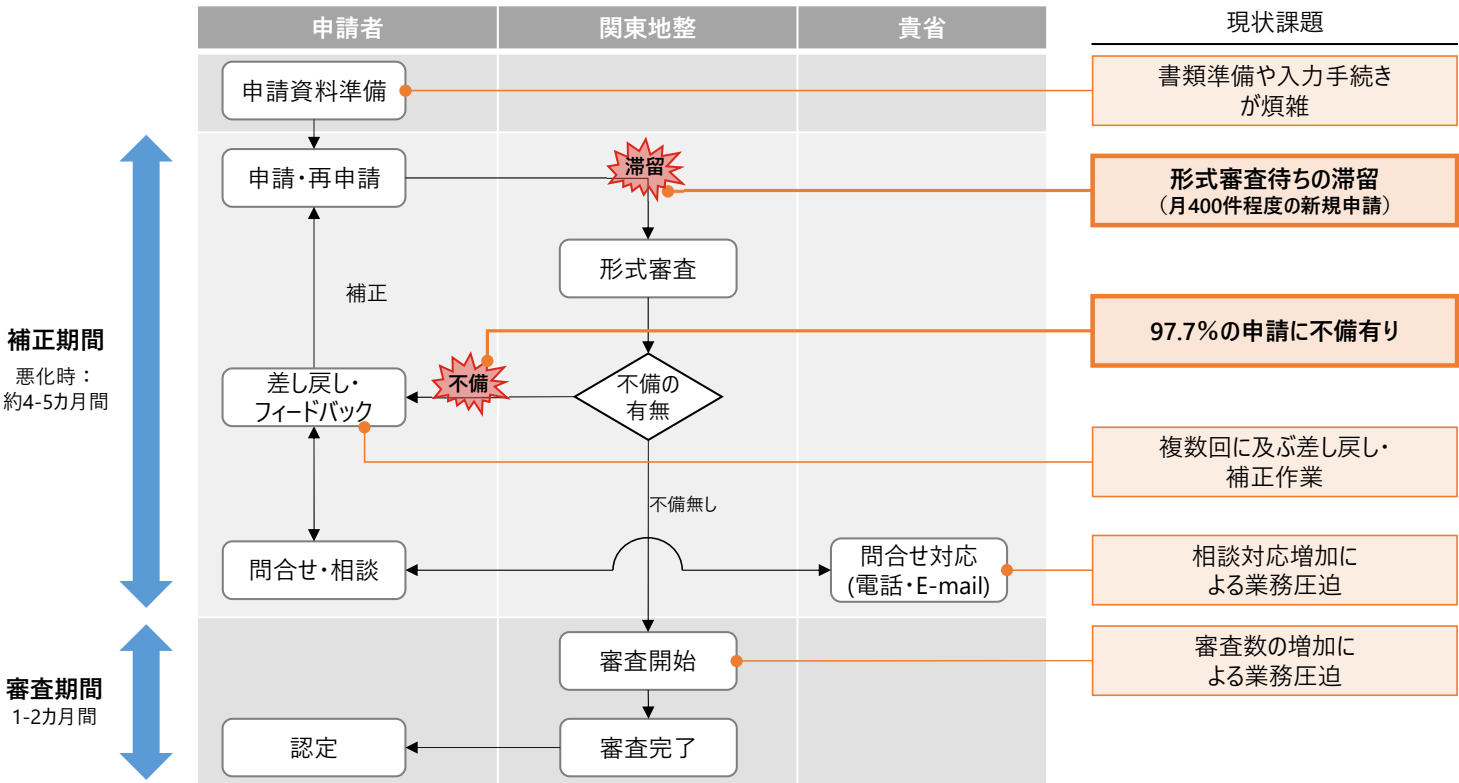 申請者
関東地整
貴省
現状課題
申請資料準備
書類準備や入力手続き
が煩雑
申請・再申請
滞留
形式審査待ちの滞留
（月400件程度の新規申請）
形式審査
補正
97.7%の申請に不備有り
補正期間
悪化時：
約4-5カ月間
差し戻し・
フィードバック
不備
不備の
有無
複数回に及ぶ差し戻し・
補正作業
不備無し
問合せ・相談
問合せ対応
(電話・E-mail)
相談対応増加に
よる業務圧迫
審査期間
1-2カ月間
審査開始
審査数の増加に
よる業務圧迫
認定
審査完了